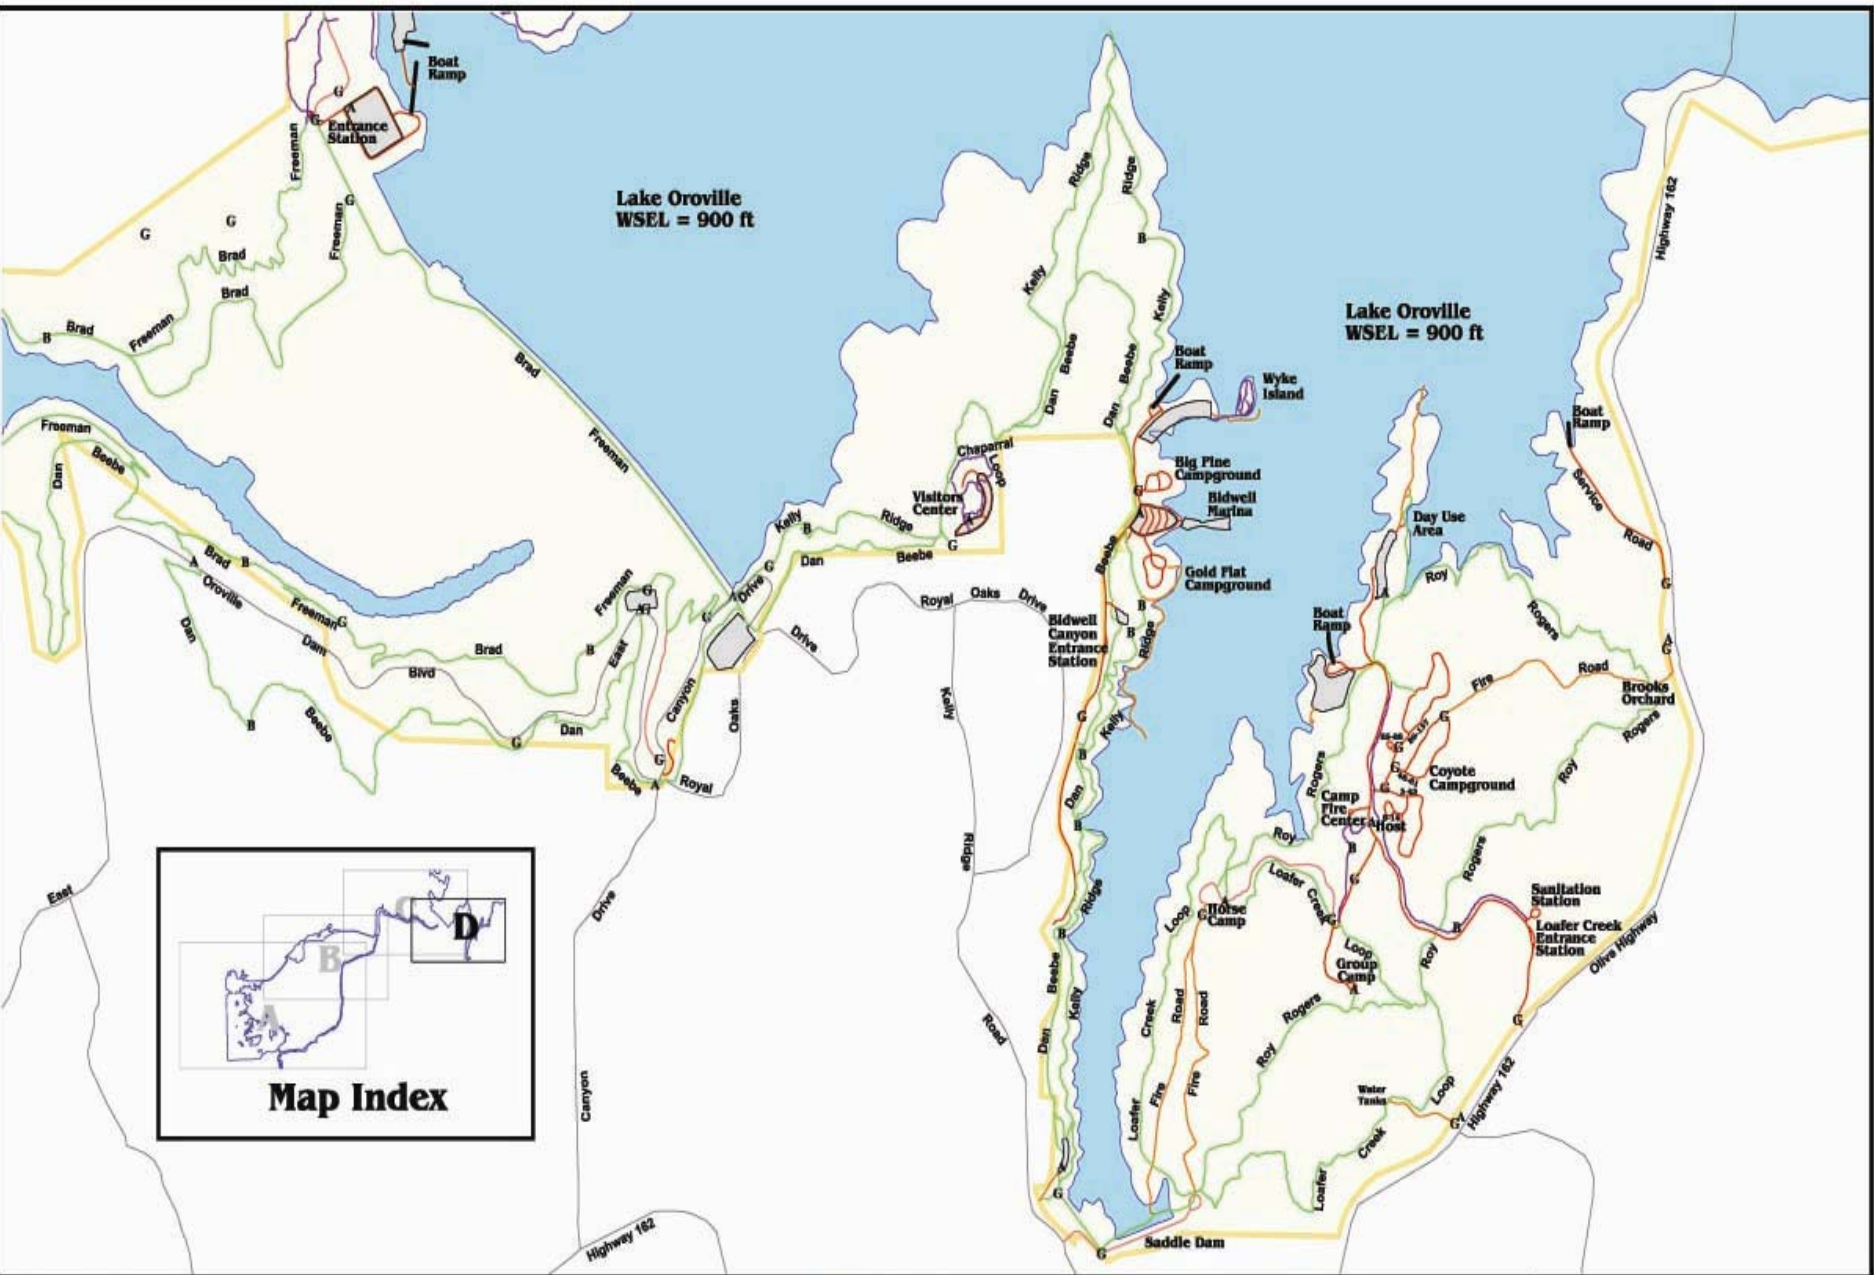 Boat
Ramp
G
A
G
Entrance
Station
Freeman
Freeman
G
G
G
Brad
Brad
Freeman
Brad
B
Lake Oroville
WSEL = 900 ft
Brad
Freeman
Ridge
Ridge
B
Kelly
Kelly
Beebe
Dan
Beebe
Dan
Boat
Ramp
Wyke
Island
Lake Oroville
WSEL = 900 ft
Highway 162
Boat
Ramp
Service
Road
G
A
G
Freeman
Dan
Beebe
Chaparral
Loop
Visitors
Center
A
Kelly
B
Ridge
G
Dan
Beebe
G
Big Pine
Campground
G
A
Bidwell
Marina
Beebe
Gold Flat
Campground
Bidwell
Canyon
Entrance
Station
B
B
Ridge
Day Use
Area
A
Roy
Rogers
Boat
Ramp
Fire
Road
Brooks
Orchard
Rogers
Roy
Rogers
Brad
B
A
Oroville
Freeman
G
Dam
Blvd
Brad
B
Freeman
G
AG
East
G
A
Drive
Canyon
Oaks
Drive
Royal
Oaks
Drive
Dan
B
Beebe
G
Dan
Beebe
G
A
Royal
Kelly
Ridge
Road
G
Kelly
B
Dan
B
Ridge
B
Beebe
Kelly
Dan
A
G
Rogers
G
G
G
G
Coyote
Campground
Camp
Fire
Center
A
Host
B
G
Roy
Loafer
Creek
A
G
Loop
Group
Camp
A
Loop
G
A
Horse
Camp
Roy
B
Sanitation
Station
Loafer Creek
Entrance
Station
Olive Highway
G
Creek
Road
Road
Rogers
Roy
Fire
Fire
Loafer
Water
Tanks
Loop
G
A
Highway 162
Creek
Loafer
G
Saddle Dam
East
Drive
Canyon
Highway 162
A
B
C
D
Map Index